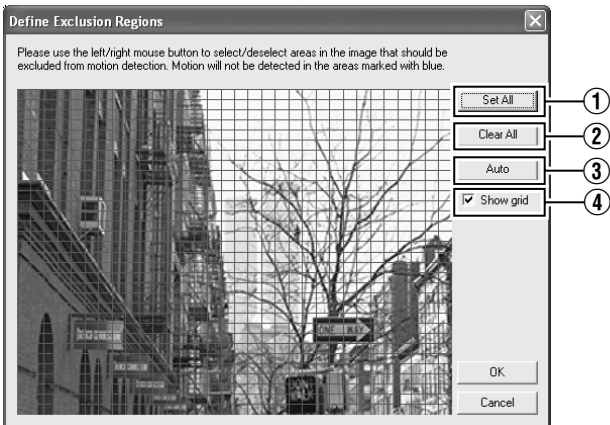 Define Exclusion Regions
Please use the left/right mouse button to select/deselect areas in the image that should be
excluded from motion detection. Motion will not be detected in the areas marked with blue.
Set All
1
Clear All
2
Auto
3
Show grid
4
ONE WAY
OK
Cancel